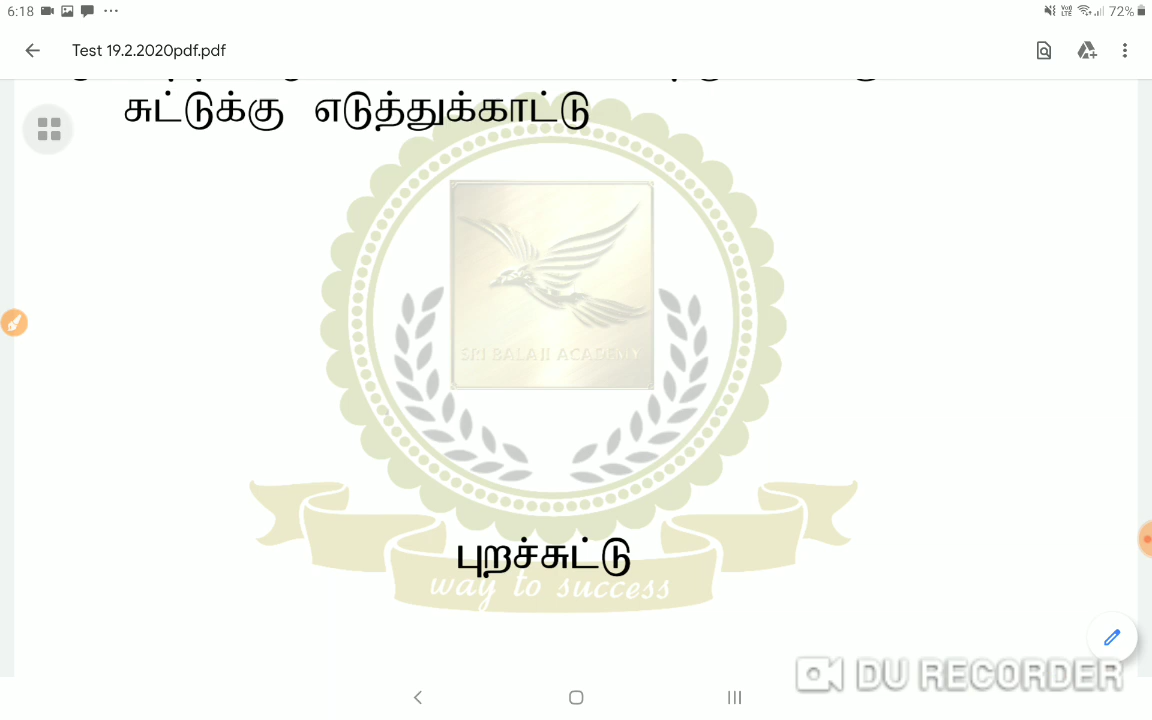 6:18
72%
Test 19.2.2020pdf.pdf
சுட்டுக்கு எடுத்துக்காட்டு
SRI BALAJI ACADEMY
புறச்சுட்டு
way to success
DU RECORDER